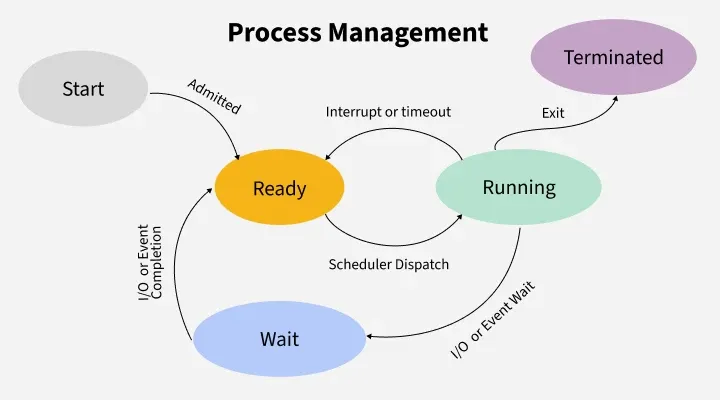 Process Management
Terminated
Start
Admitted
Interrupt or timeout
Exit
Ready
Running
I/O or Event
Completion
Scheduler Dispatch
I/O or Event Wait
Wait